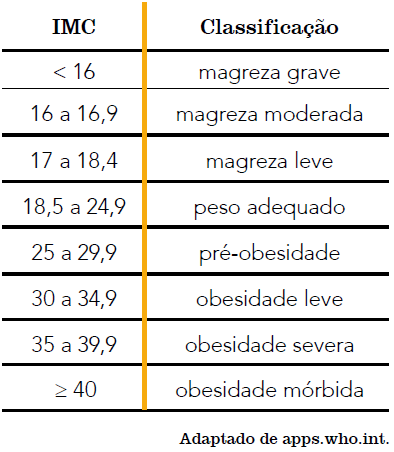 IMC Classificação
< 16 magreza grave
16 a 16,9 magreza moderada
17 a 18,4 magreza leve
18,5 a 24,9 peso adequado
25 a 29,9 pré-obesidade
30 a 34,9 obesidade leve
35 a 39,9 obesidade severa
≥ 40 obesidade mórbida
Adaptado de apps.who.int.